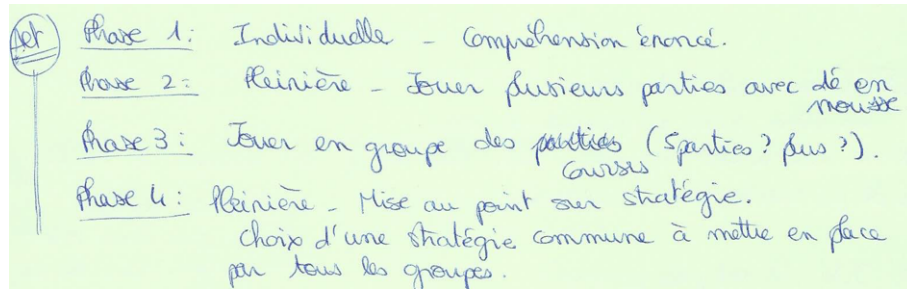 Phase 1: Individuelle - Compréhension énoncé.
Phase 2: Pleinière - Jouer plusieurs parties avec dé en
mousse
Phase 3: Jouer en groupe des parties (5 parties? plus?).
courses
Phase 4: Pleinière - Mise au point sur stratégie.
Choix d'une stratégie commune à mettre en place
par tous les groupes.